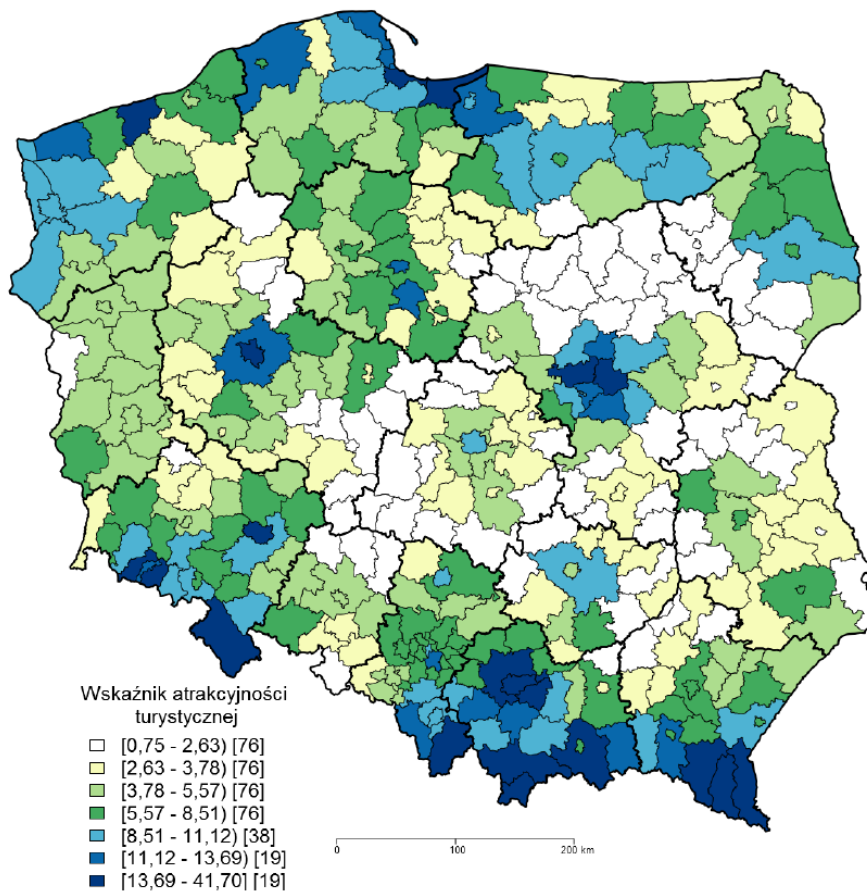 Wskaźnik atrakcyjności
turystycznej
[0,75 - 2,63) [76]
[2,63 - 3,78) [76]
[3,78 - 5,57) [76]
[5,57 - 8,51) [76]
[8,51 - 11,12) [38]
[11,12 - 13,69) [19]
[13,69 - 41,70] [19]
0 100 200 km